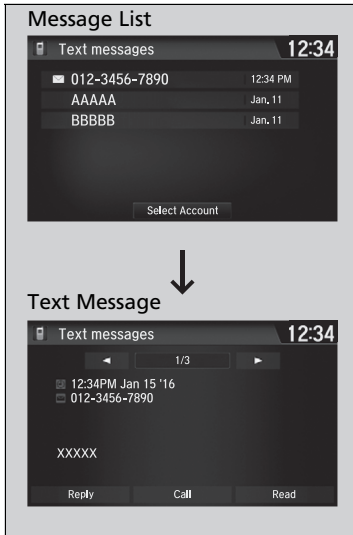 Message List
Text messages 12:34
012-3456-7890 12:34 PM
AAAAA Jan. 11
BBBBB Jan. 11
Select Account
Text Message
Text messages 12:34
1/3
12:34PM Jan 15 '16
012-3456-7890
XXXXX
Reply Call Read